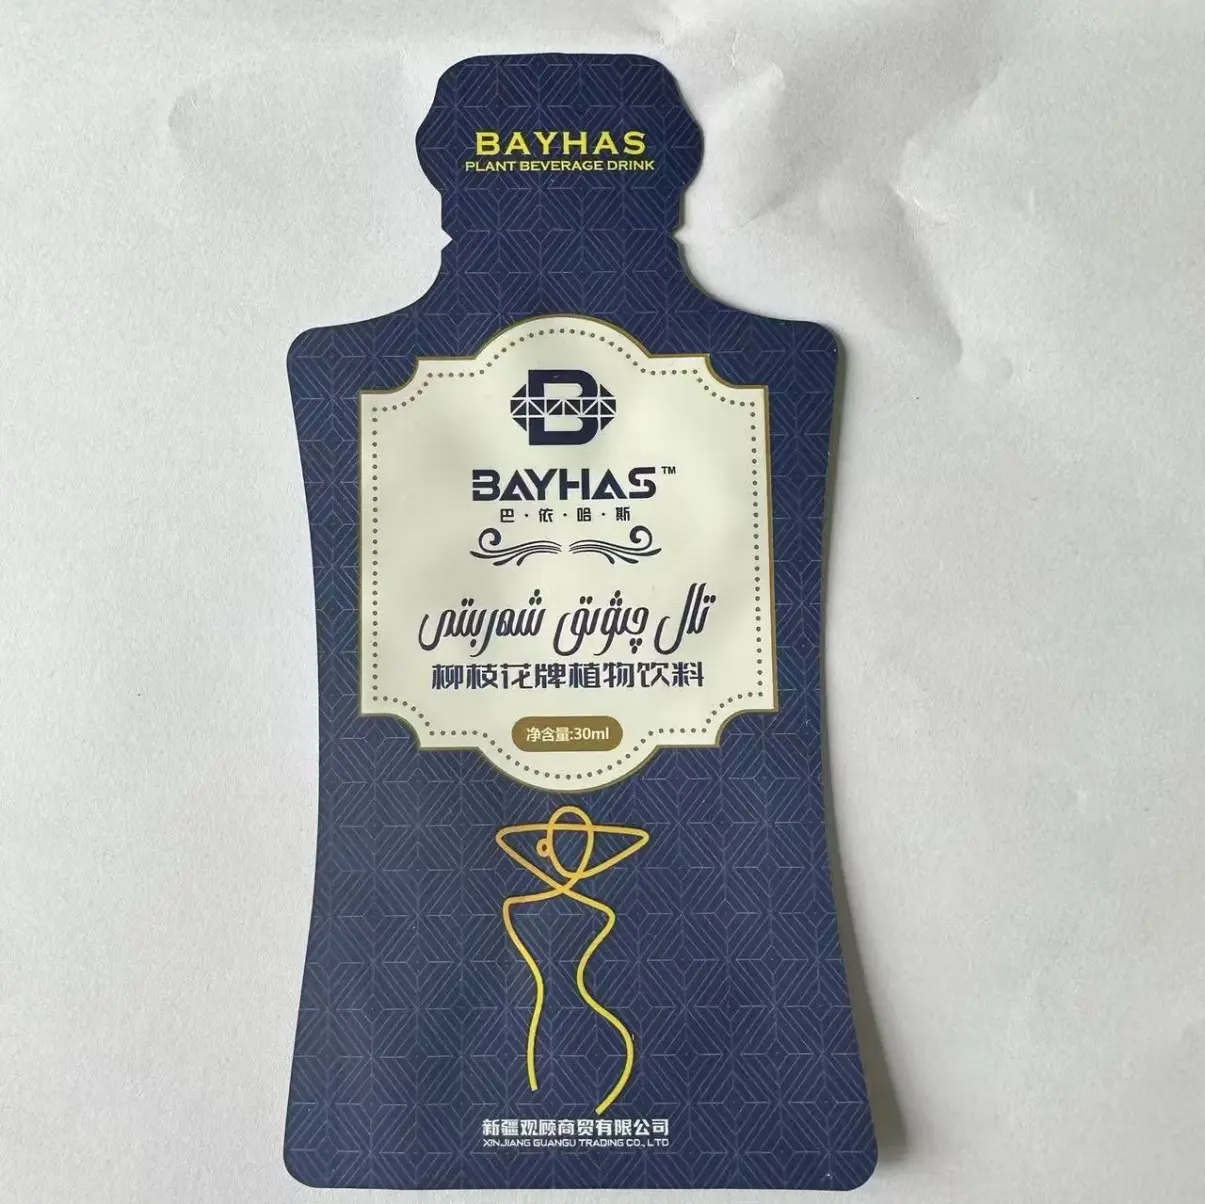 BAYHAS
PLANT BEVERAGE DRINK
B
BAYHAS™
巴·依·哈·斯
تال چىۋىق شەربىتى
柳枝花牌植物饮料
净含量:30ml
新疆观顾商贸有限公司
XINJIANG GUANGU TRADING CO., LTD